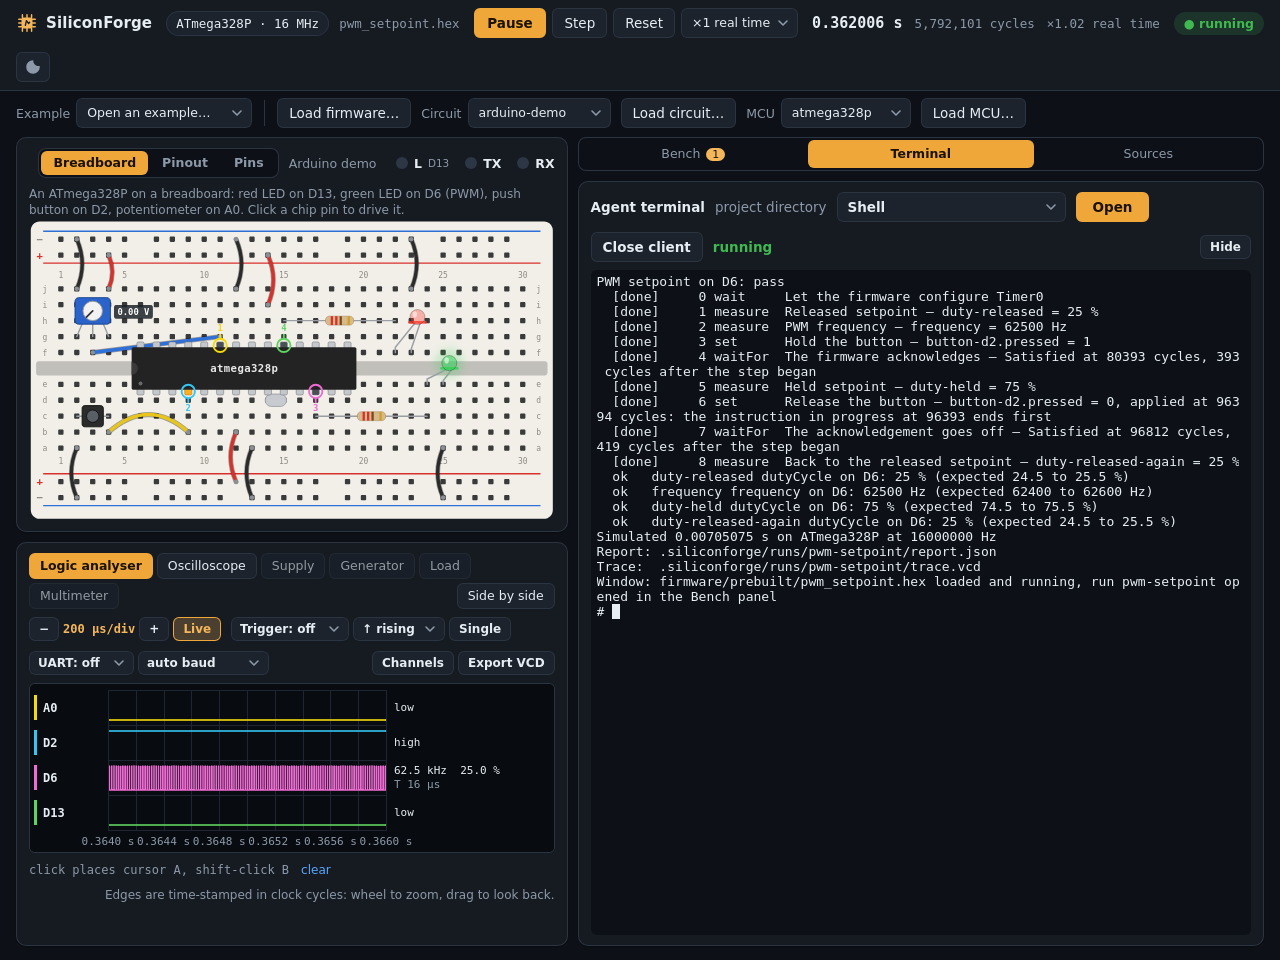 SiliconForge
ATmega328P · 16 MHz
pwm_setpoint.hex
Pause
Step
Reset
×1 real time
0.362006 s
5,792,101 cycles
×1.02 real time
● running
Example
Open an example…
Load firmware…
Circuit
arduino-demo
Load circuit…
MCU
atmega328p
Load MCU…
Breadboard
Pinout
Pins
Arduino demo
L D13
TX
RX
An ATmega328P on a breadboard: red LED on D13, green LED on D6 (PWM), push
button on D2, potentiometer on A0. Click a chip pin to drive it.
−
+
1 5 10 15 20 25 30
j j
i i
h h
g g
f f
0.00 V
1
4
atmega328p
2
3
e e
d d
c c
b b
a a
1 5 10 15 20 25 30
+
−
Logic analyser
Oscilloscope
Supply
Generator
Load
Multimeter
Side by side
−
200 µs/div
+
Live
Trigger: off
↑ rising
Single
UART: off
auto baud
Channels
Export VCD
A0 low
D2 high
D6 62.5 kHz 25.0 %
T 16 µs
D13 low
0.3640 s 0.3644 s 0.3648 s 0.3652 s 0.3656 s 0.3660 s
click places cursor A, shift-click B clear
Edges are time-stamped in clock cycles: wheel to zoom, drag to look back.
Bench 1
Terminal
Sources
Agent terminal
project directory
Shell
Open
Close client
running
Hide
PWM setpoint on D6: pass
[done] 0 wait Let the firmware configure Timer0
[done] 1 measure Released setpoint — duty-released = 25 %
[done] 2 measure PWM frequency — frequency = 62500 Hz
[done] 3 set Hold the button — button-d2.pressed = 1
[done] 4 waitFor The firmware acknowledges — Satisfied at 80393 cycles, 393
cycles after the step began
[done] 5 measure Held setpoint — duty-held = 75 %
[done] 6 set Release the button — button-d2.pressed = 0, applied at 963
94 cycles: the instruction in progress at 96393 ends first
[done] 7 waitFor The acknowledgement goes off — Satisfied at 96812 cycles,
419 cycles after the step began
[done] 8 measure Back to the released setpoint — duty-released-again = 25 %
ok duty-released dutyCycle on D6: 25 % (expected 24.5 to 25.5 %)
ok frequency frequency on D6: 62500 Hz (expected 62400 to 62600 Hz)
ok duty-held dutyCycle on D6: 75 % (expected 74.5 to 75.5 %)
ok duty-released-again dutyCycle on D6: 25 % (expected 24.5 to 25.5 %)
Simulated 0.00705075 s on ATmega328P at 16000000 Hz
Report: .siliconforge/runs/pwm-setpoint/report.json
Trace: .siliconforge/runs/pwm-setpoint/trace.vcd
Window: firmware/prebuilt/pwm_setpoint.hex loaded and running, run pwm-setpoint op
ened in the Bench panel
#